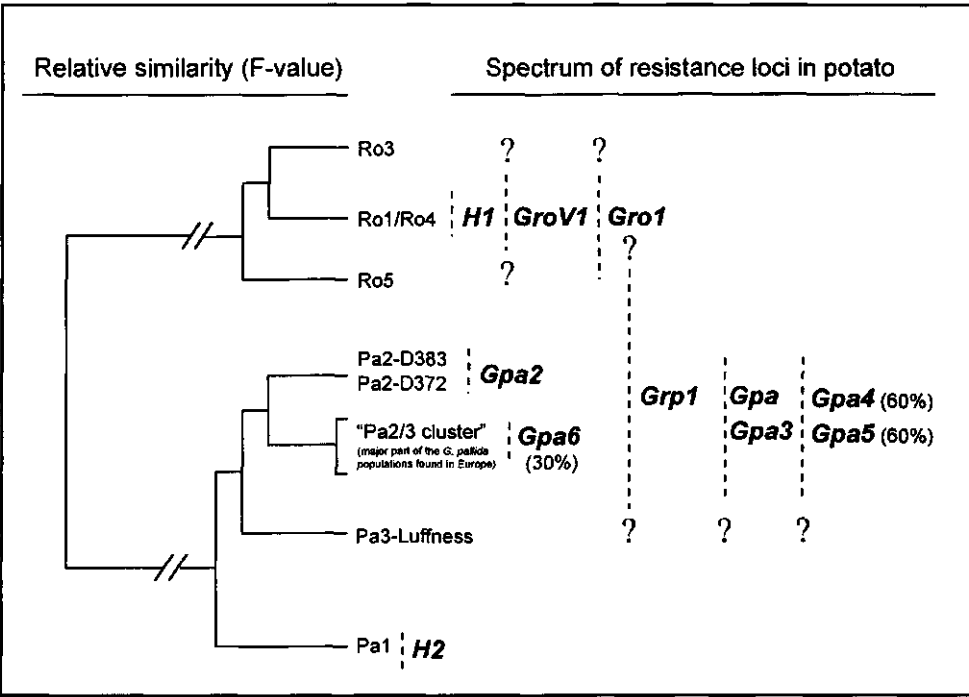 Relative similarity (F-value)
Spectrum of resistance loci in potato
Ro3
?
?
Ro1/Ro4
H1
GroV1
Gro1
?
Ro5
?
Pa2-D383
Pa2-D372
Gpa2
Grp1
Gpa
Gpa3
Gpa4 (60%)
Gpa5 (60%)
"Pa2/3 cluster"
(major part of the G. pallida
populations found in Europe)
Gpa6
(30%)
Pa3-Luffness
?
?
?
Pa1
H2